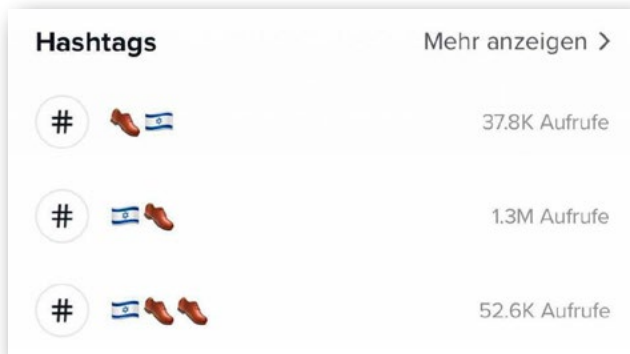 Hashtags Mehr anzeigen >
# 👞🇮🇱 37.8K Aufrufe
# 🇮🇱👞 1.3M Aufrufe
# 🇮🇱👞👞 52.6K Aufrufe